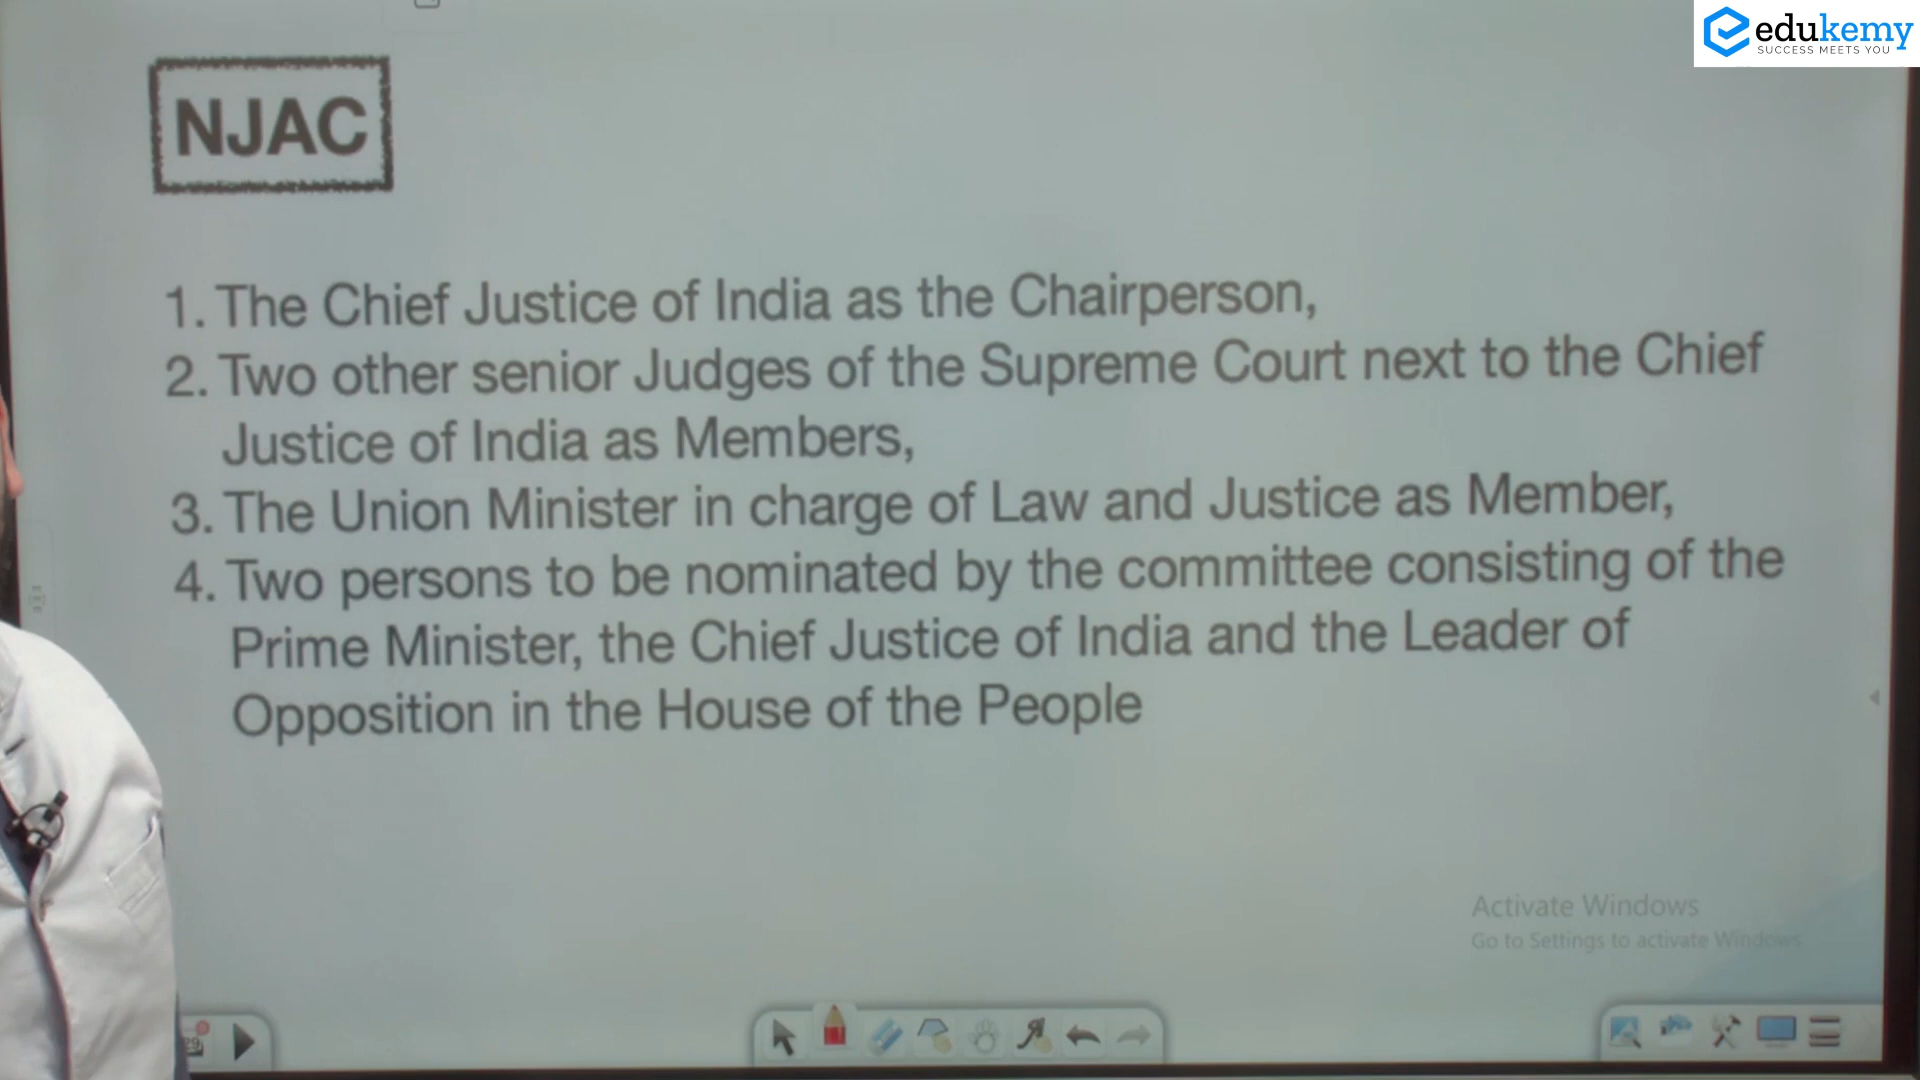 edukemy
SUCCESS MEETS YOU
NJAC
1. The Chief Justice of India as the Chairperson,
2. Two other senior Judges of the Supreme Court next to the Chief
Justice of India as Members,
3. The Union Minister in charge of Law and Justice as Member,
4. Two persons to be nominated by the committee consisting of the
Prime Minister, the Chief Justice of India and the Leader of
Opposition in the House of the People
Activate Windows
Go to Settings to activate Windows
29